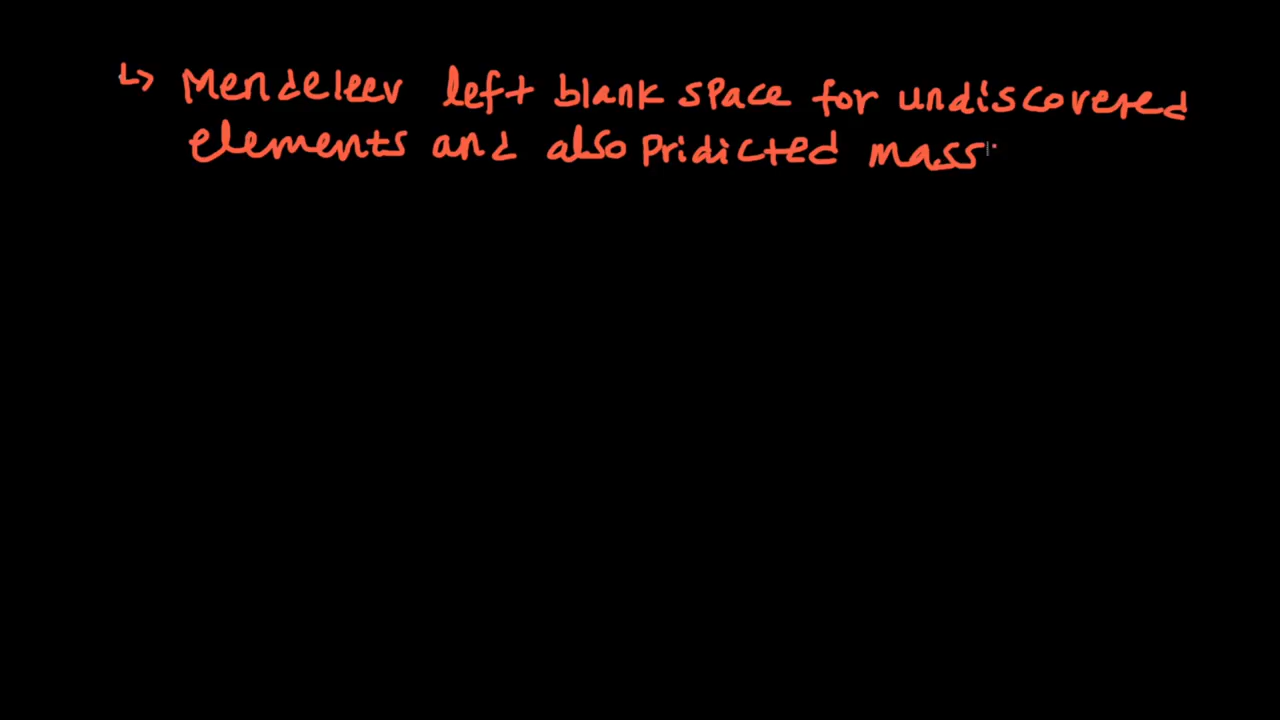 ↳ Mendeleev left blank space for undiscovered
elements and also Pridicted mass